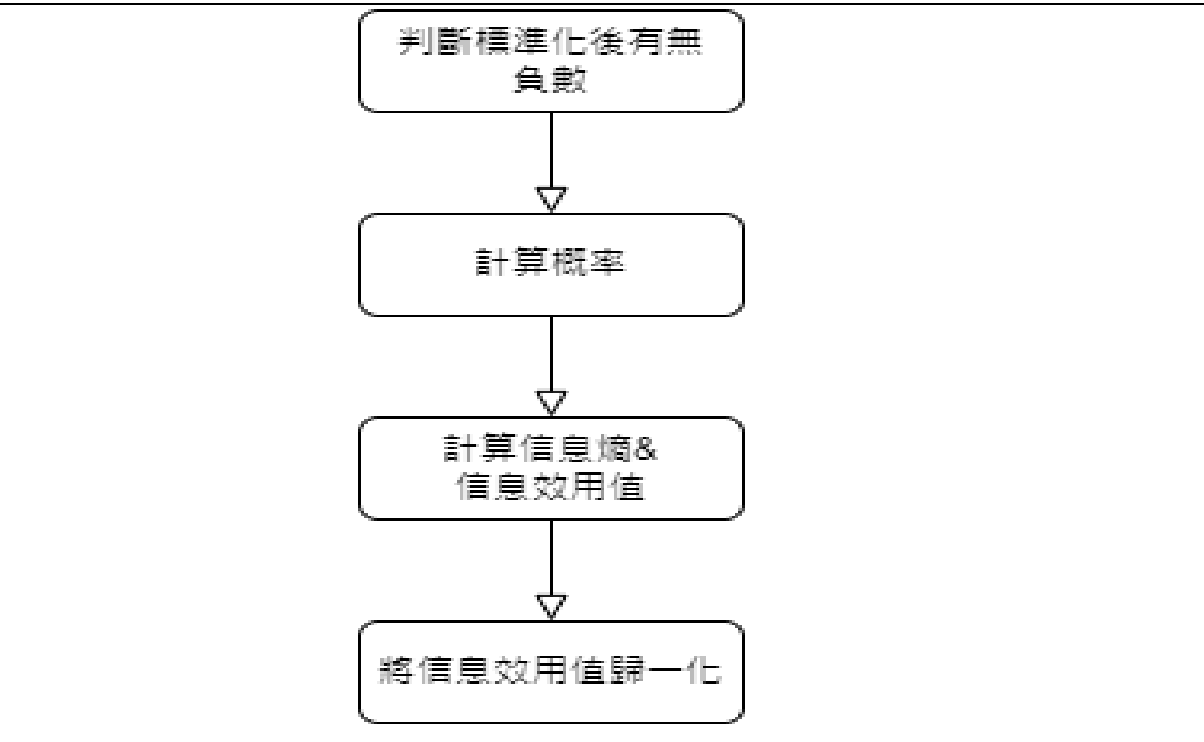 判斷標準化後有無
負數
計算概率
計算信息熵&
信息效用值
將信息效用值歸一化